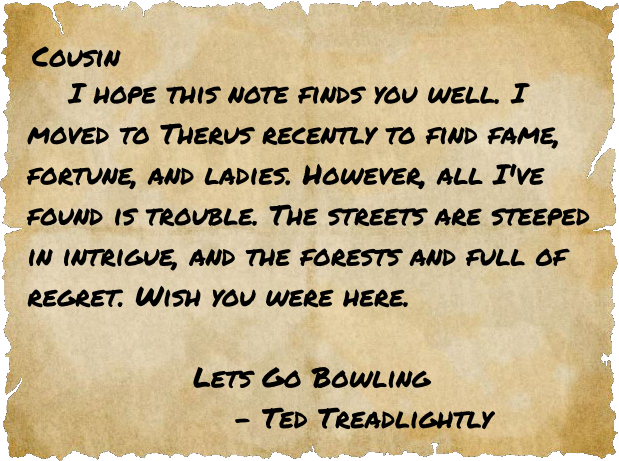 Cousin
I hope this note finds you well. I
moved to Therus recently to find fame,
fortune, and ladies. However, all I've
found is trouble. The streets are steeped
in intrigue, and the forests and full of
regret. Wish you were here.
Lets Go Bowling
- Ted Treadlightly